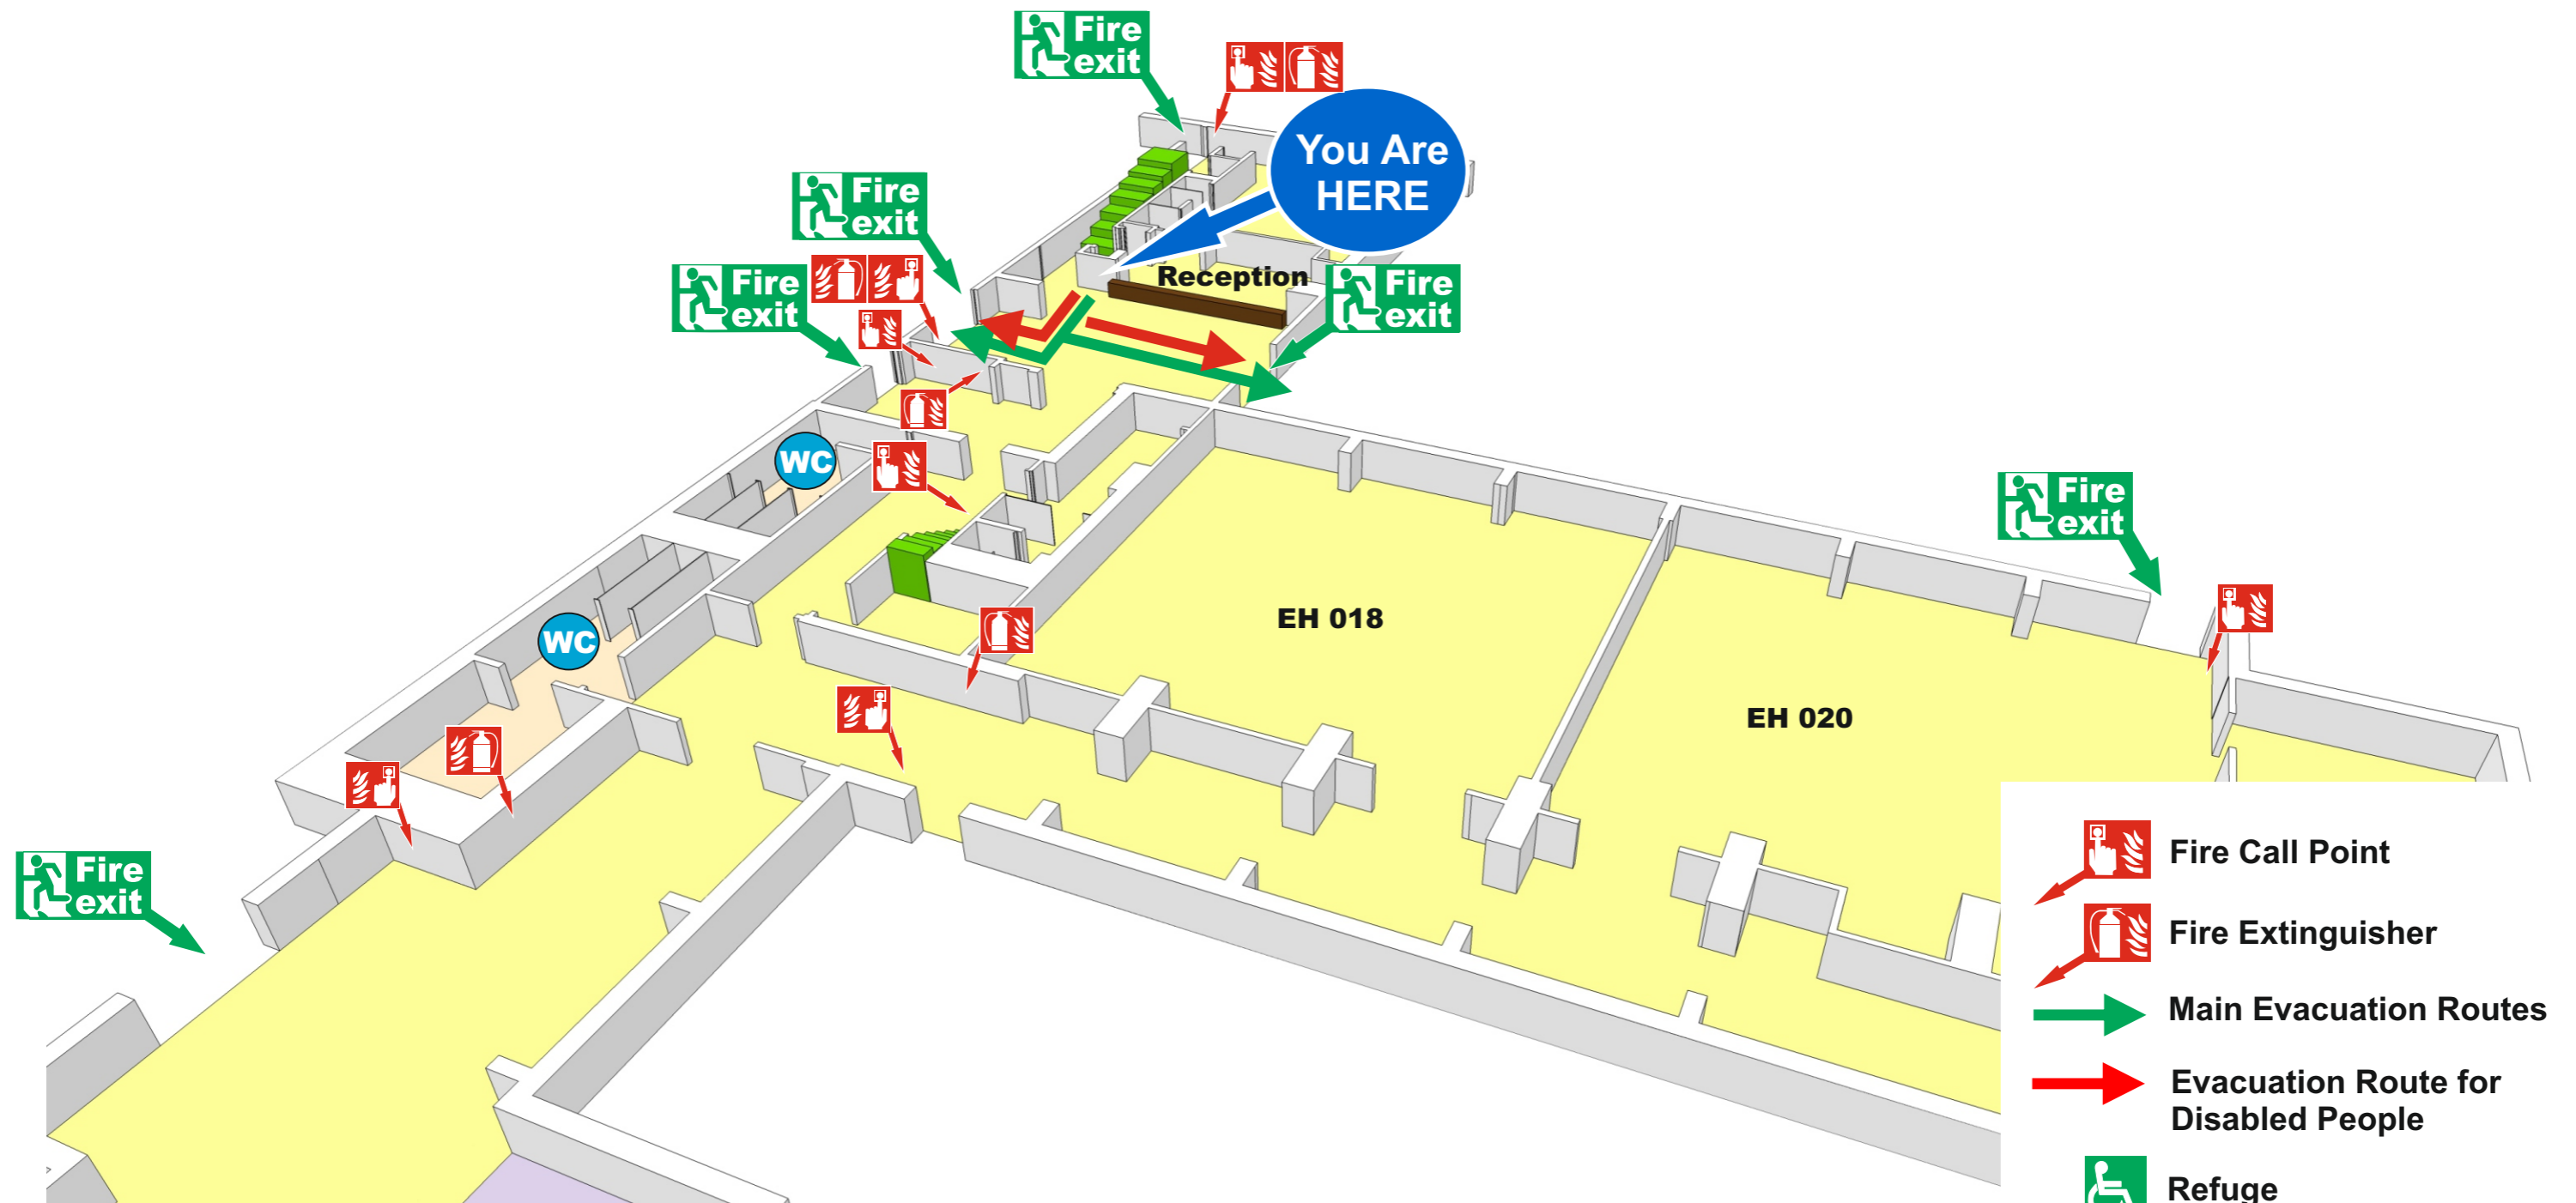 Fire
exit
You Are
HERE
Fire
exit
Fire
exit
Reception
Fire
exit
WC
Fire
exit
WC
EH 018
EH 020
Fire
exit
Fire Call Point
Fire Extinguisher
Main Evacuation Routes
Evacuation Route for
Disabled People
Refuge